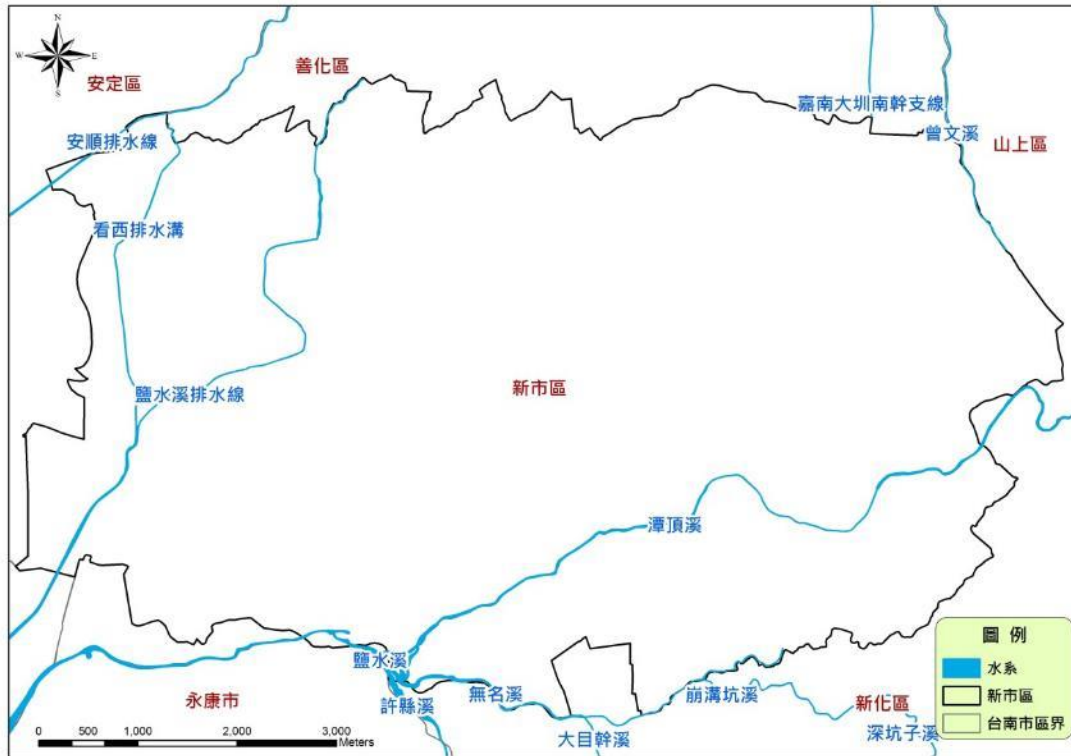 N
W
E
S
安定區
善化區
嘉南大圳南幹支線
安順排水線
曾文溪
山上區
看西排水溝
鹽水溪排水線
新市區
潭頂溪
鹽水溪
無名溪
崩溝坑溪
永康市
許縣溪
新化區
大目幹溪
深坑子溪
圖 例
水系
新市區
台南市區界
0 500 1,000 2,000 3,000
Meters